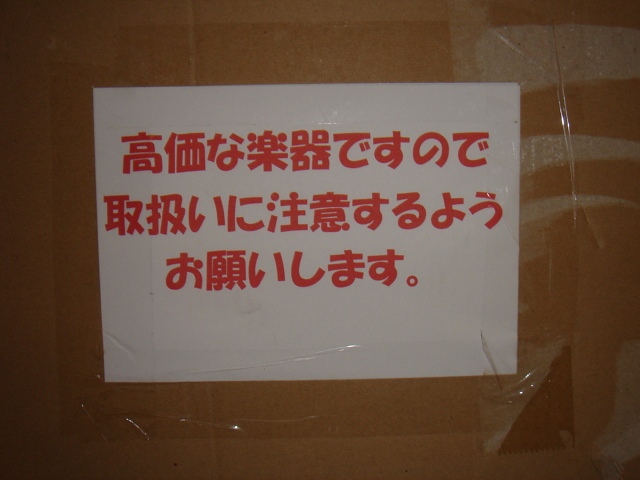 高価な楽器ですので
取扱いに注意するよう
お願いします。